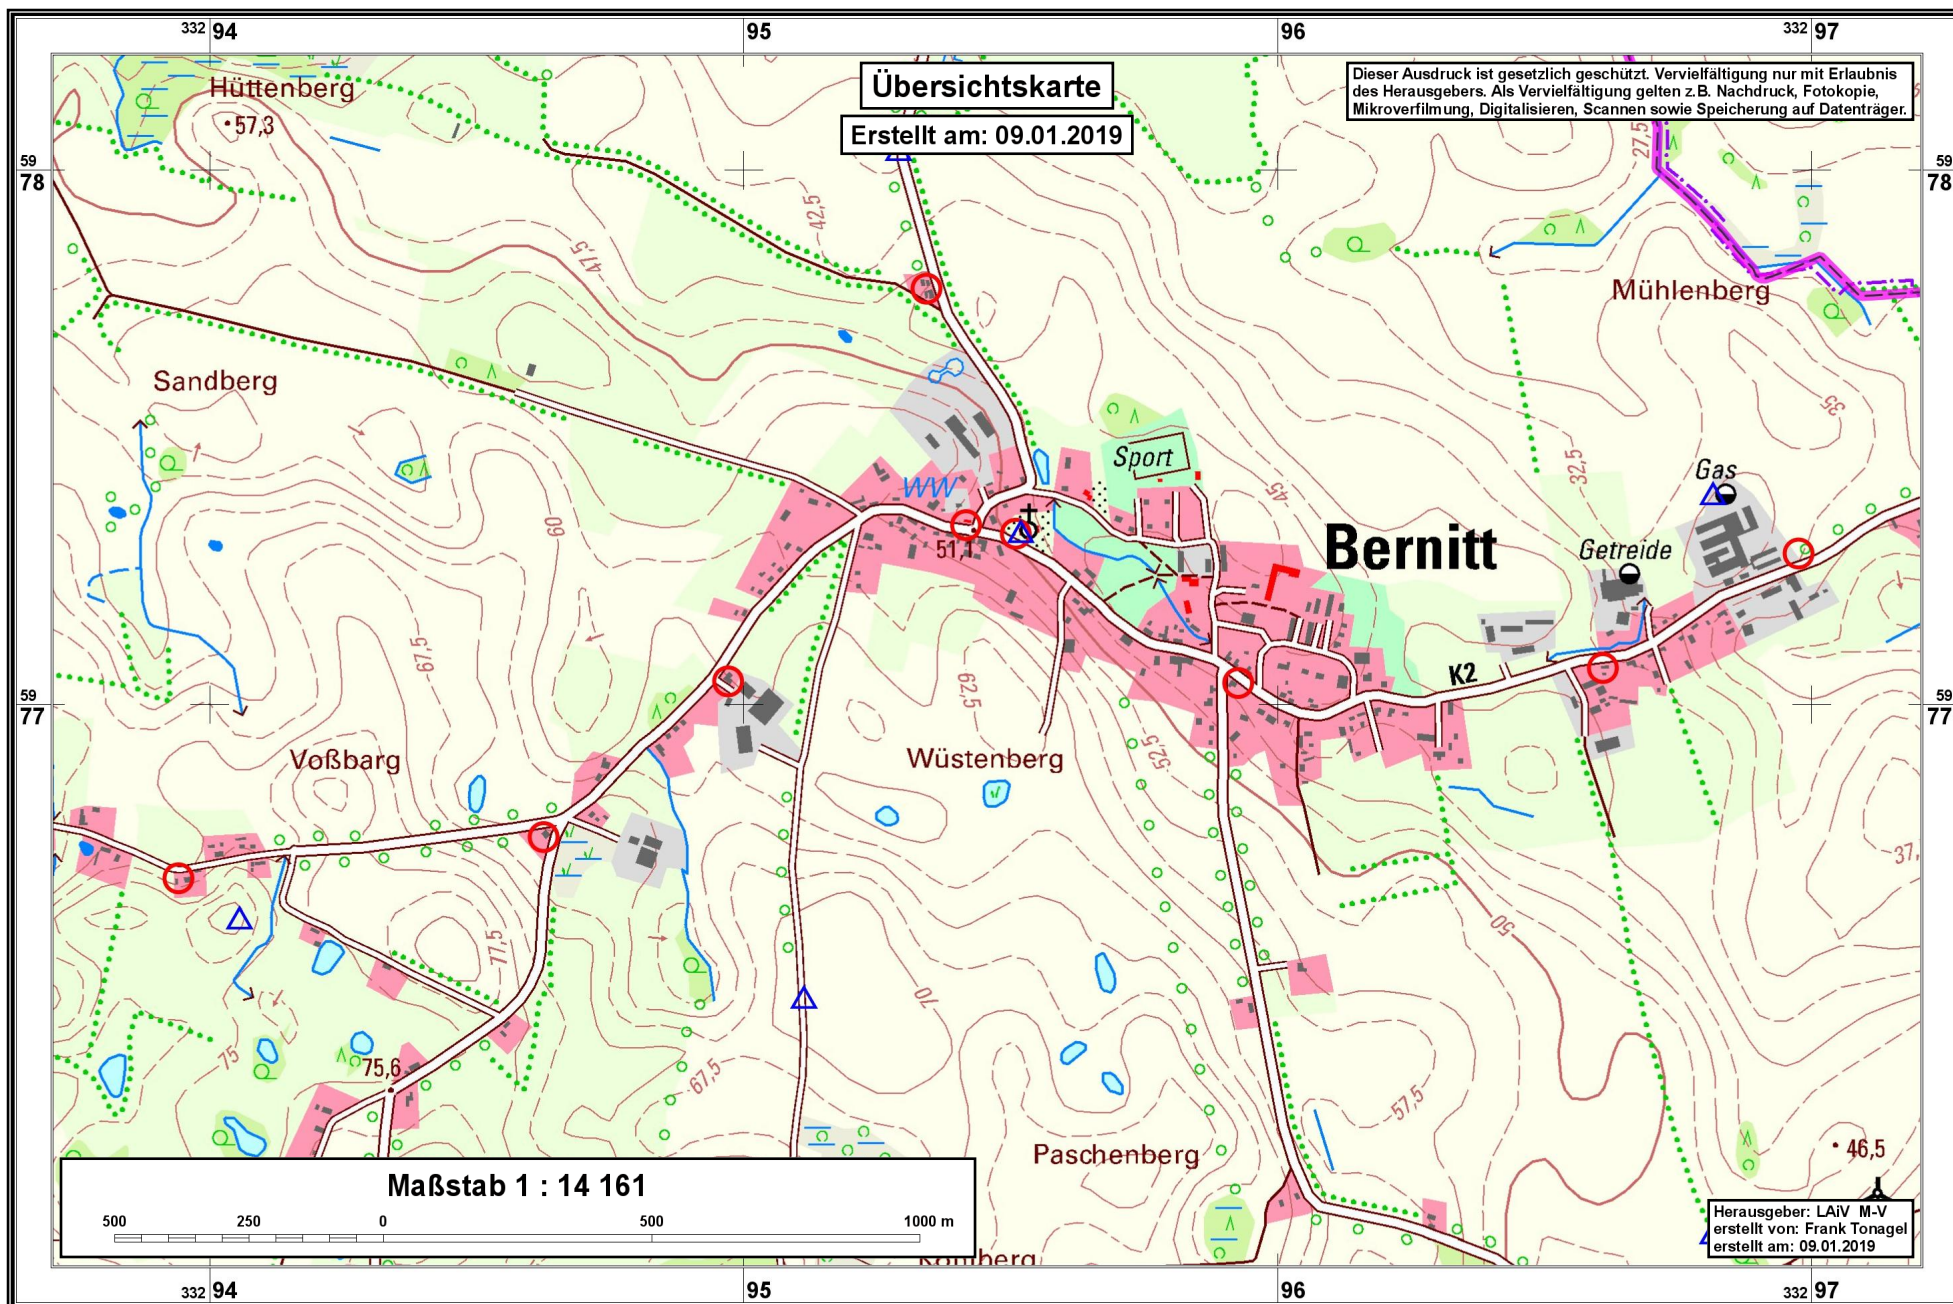 332 94
95
96
332 97
Übersichtskarte
Erstellt am: 09.01.2019
Dieser Ausdruck ist gesetzlich geschützt. Vervielfältigung nur mit Erlaubnis
des Herausgebers. Als Vervielfältigung gelten z.B. Nachdruck, Fotokopie,
Mikroverfilmung, Digitalisieren, Scannen sowie Speicherung auf Datenträger.
Hüttenberg
57,3
27,5
59
78
59
78
42,5
47,5
Mühlenberg
Sandberg
35
Sport
Gas
32,5
45
WW
60
51,1
Bernitt
Getreide
67,5
62,5
K2
59
77
59
77
Voßbarg
Wüstenberg
52,5
37,
77,5
50
70
75
75,6
67,5
57,5
Paschenberg
46,5
Maßstab 1 : 14 161
500
250
0
500
1000 m
Herausgeber: LAiV M-V
erstellt von: Frank Tonagel
erstellt am: 09.01.2019
332 94
95
96
332 97